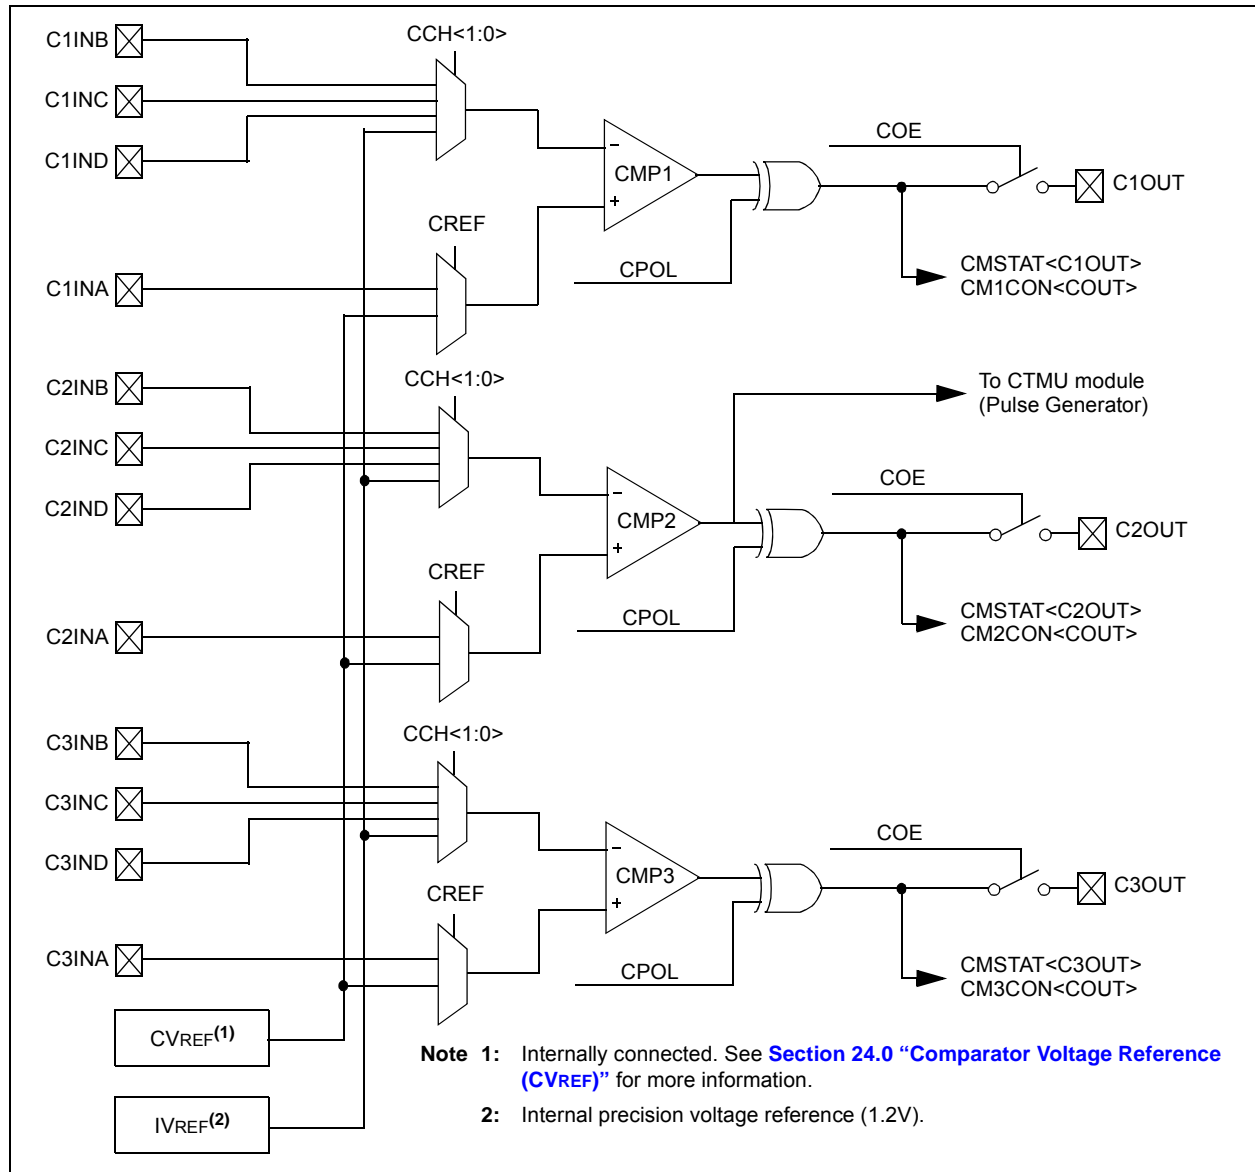 C1INB
CCH<1:0>
C1INC
COE
C1IND
−
CMP1
C1OUT
+
CREF
CPOL
CMSTAT<C1OUT>
CM1CON<COUT>
C1INA
C2INB
CCH<1:0>
To CTMU module
(Pulse Generator)
C2INC
COE
C2IND
−
CMP2
C2OUT
+
CREF
CPOL
CMSTAT<C2OUT>
CM2CON<COUT>
C2INA
C3INB
CCH<1:0>
C3INC
COE
C3IND
−
CMP3
C3OUT
+
CREF
CPOL
CMSTAT<C3OUT>
CM3CON<COUT>
C3INA
CVREF(1)
Note 1: Internally connected. See Section 24.0 “Comparator Voltage Reference
(CVREF)” for more information.
IVREF(2)
2: Internal precision voltage reference (1.2V).